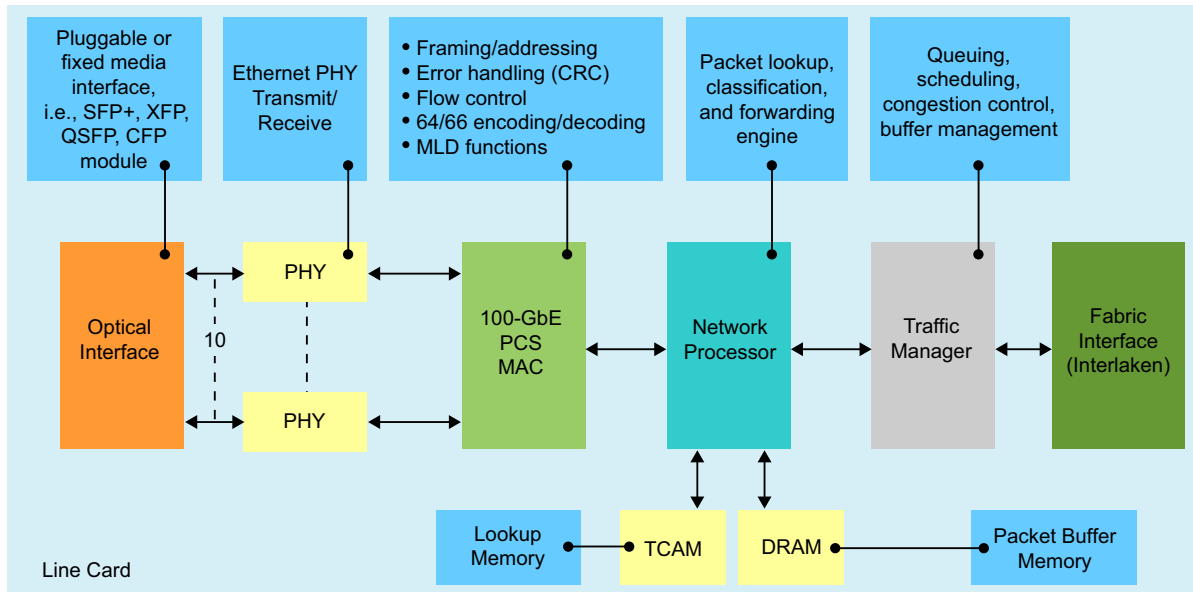 Pluggable or
fixed media
interface,
i.e., SFP+, XFP,
QSFP, CFP
module
Ethernet PHY
Transmit/
Receive
• Framing/addressing
• Error handling (CRC)
• Flow control
• 64/66 encoding/decoding
• MLD functions
Packet lookup,
classification,
and forwarding
engine
Queuing,
scheduling,
congestion control,
buffer management
Optical
Interface
10
PHY
PHY
100-GbE
PCS
MAC
Network
Processor
Traffic
Manager
Fabric
Interface
(Interlaken)
Lookup
Memory
TCAM
DRAM
Packet Buffer
Memory
Line Card